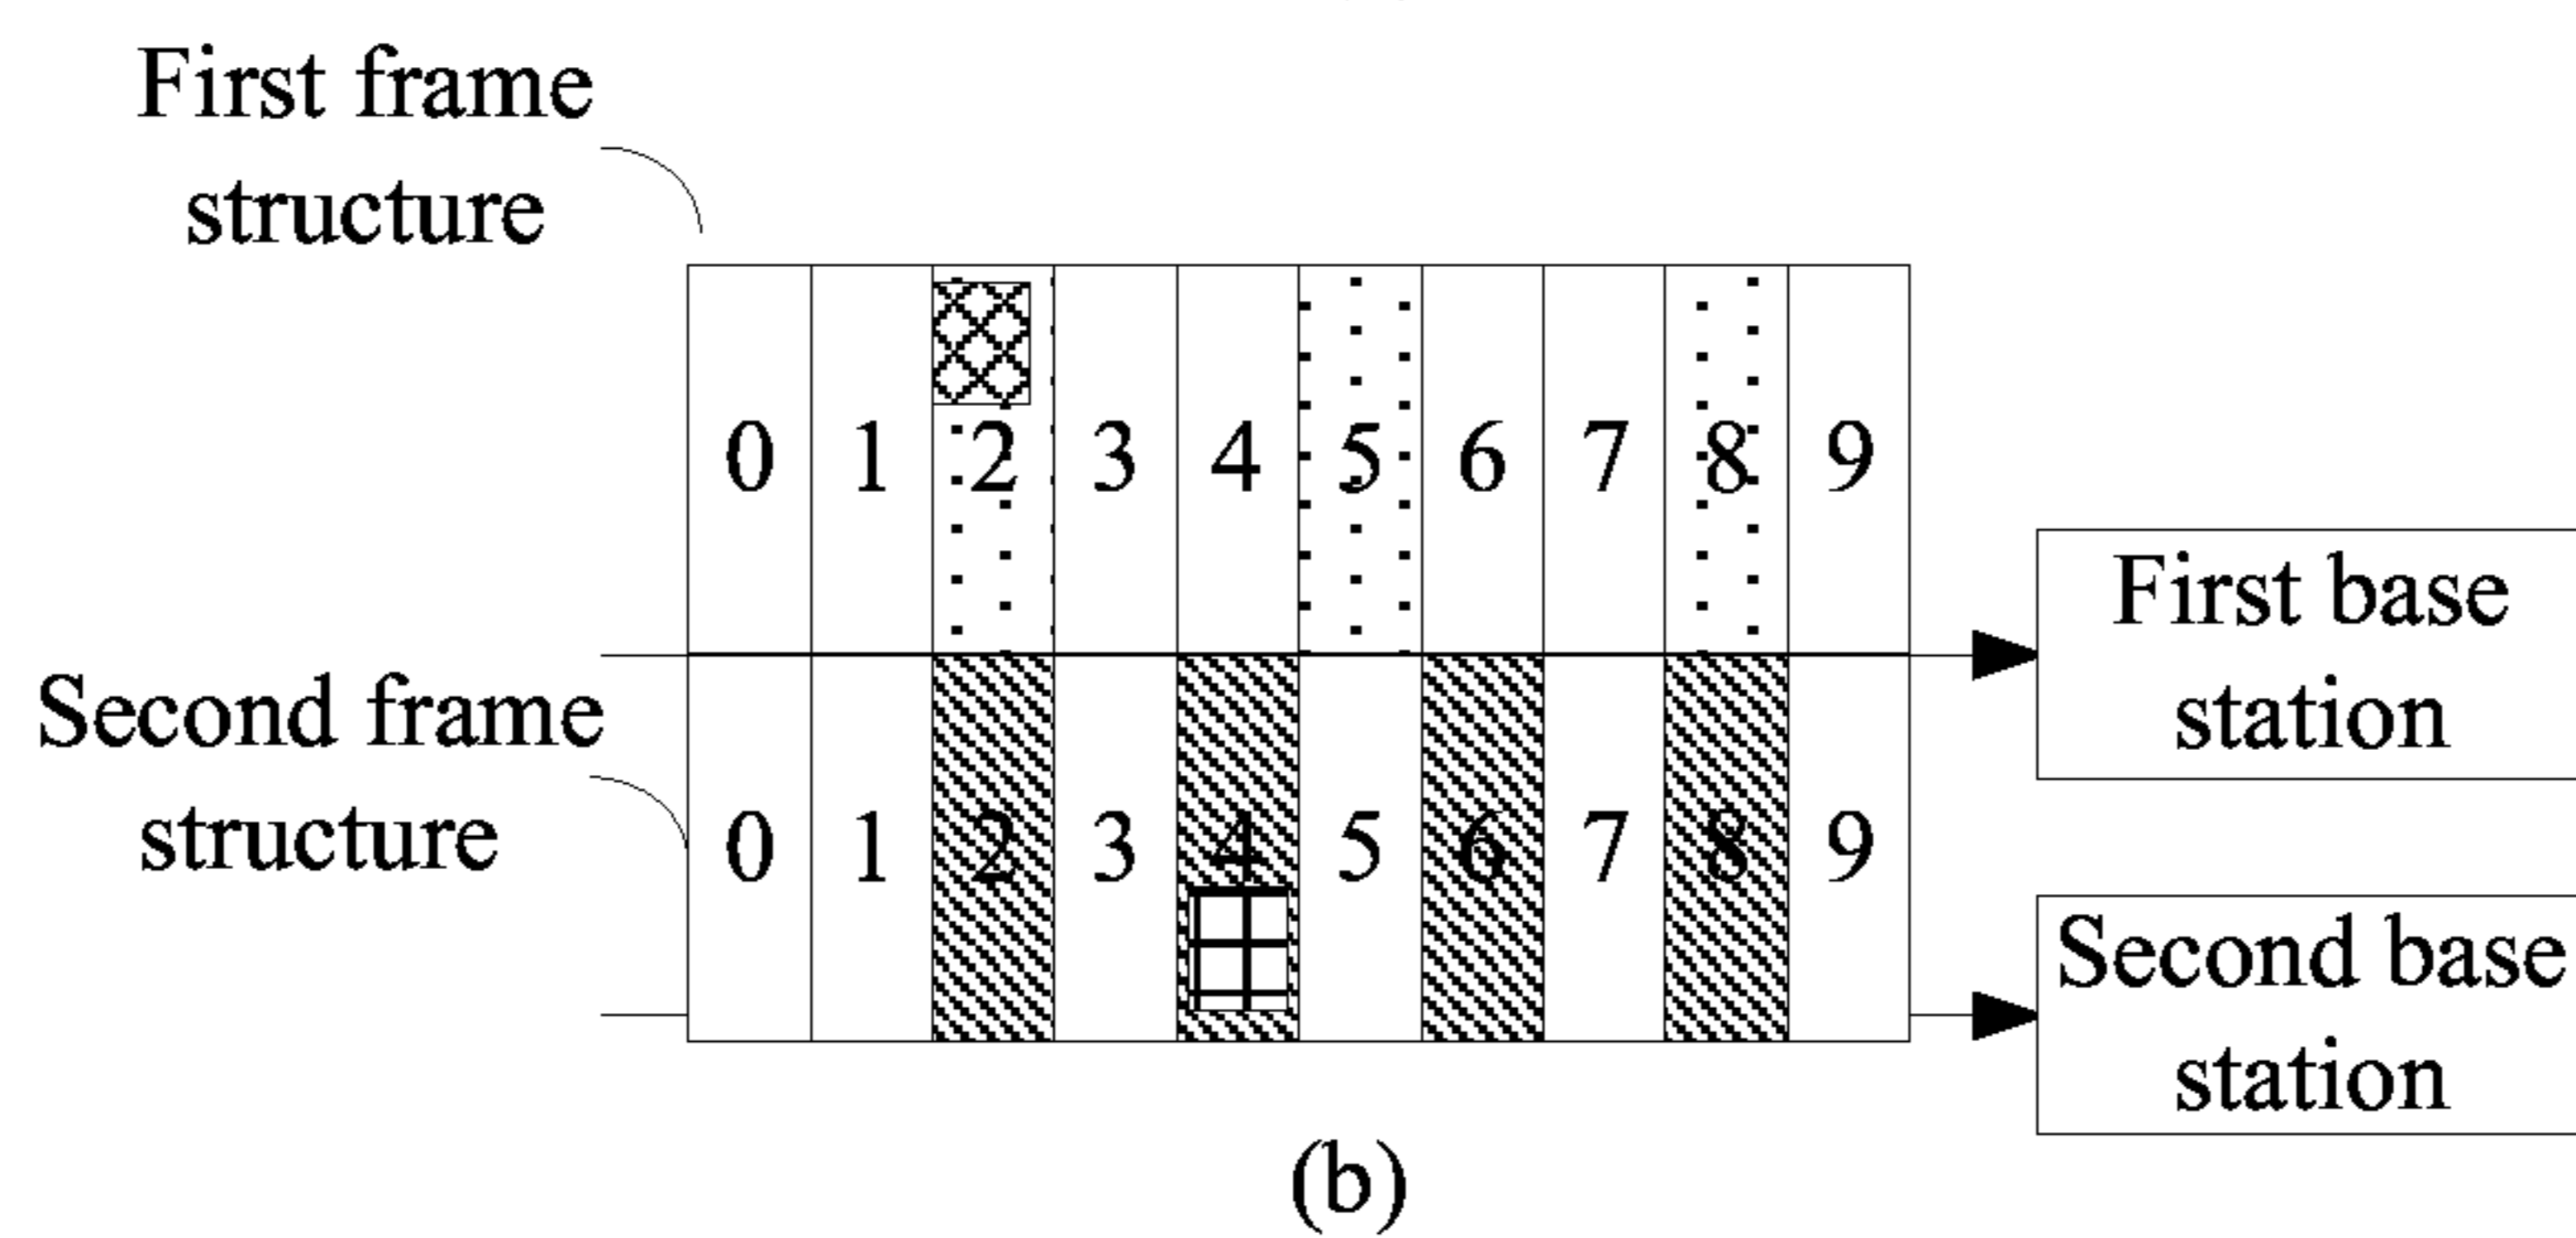 First frame
structure
0 1 2 3 4 5 6 7 8 9
First base
station
Second frame
structure
0 1 2 3 4 5 6 7 8 9
Second base
station
(b)